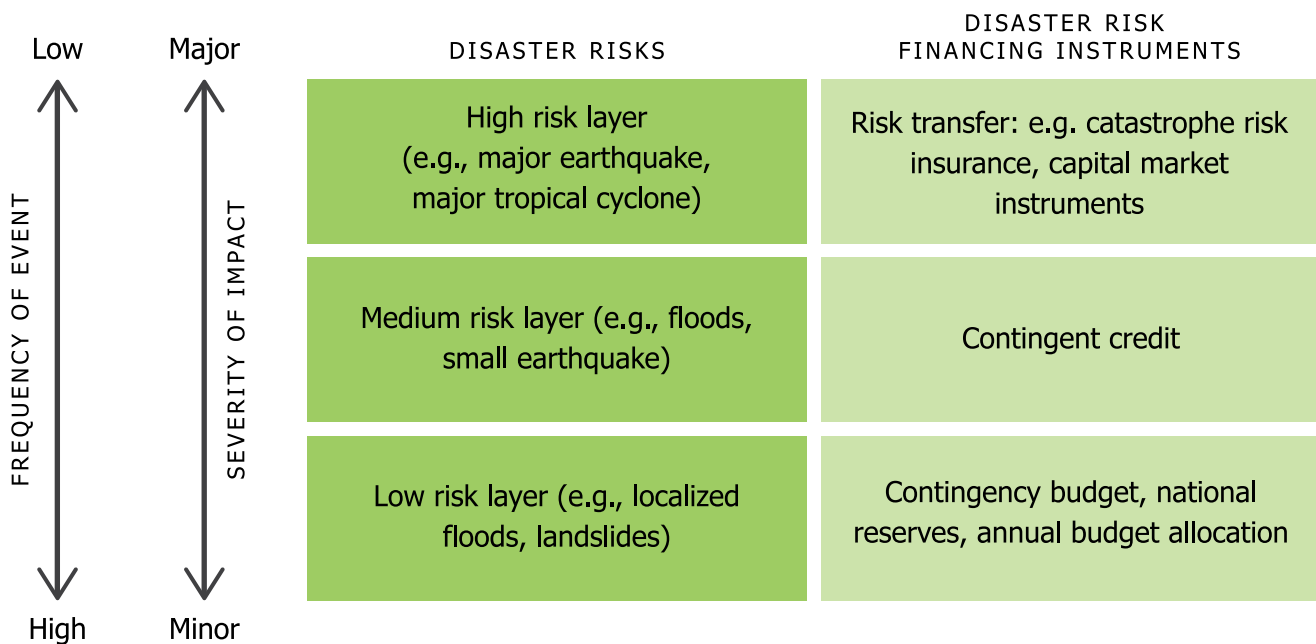 Low
Major
DISASTER RISKS
DISASTER RISK
FINANCING INSTRUMENTS
FREQUENCY OF EVENT
SEVERITY OF IMPACT
High risk layer
(e.g., major earthquake,
major tropical cyclone)
Risk transfer: e.g. catastrophe risk
insurance, capital market
instruments
Medium risk layer (e.g., floods,
small earthquake)
Contingent credit
Low risk layer (e.g., localized
floods, landslides)
Contingency budget, national
reserves, annual budget allocation
High
Minor